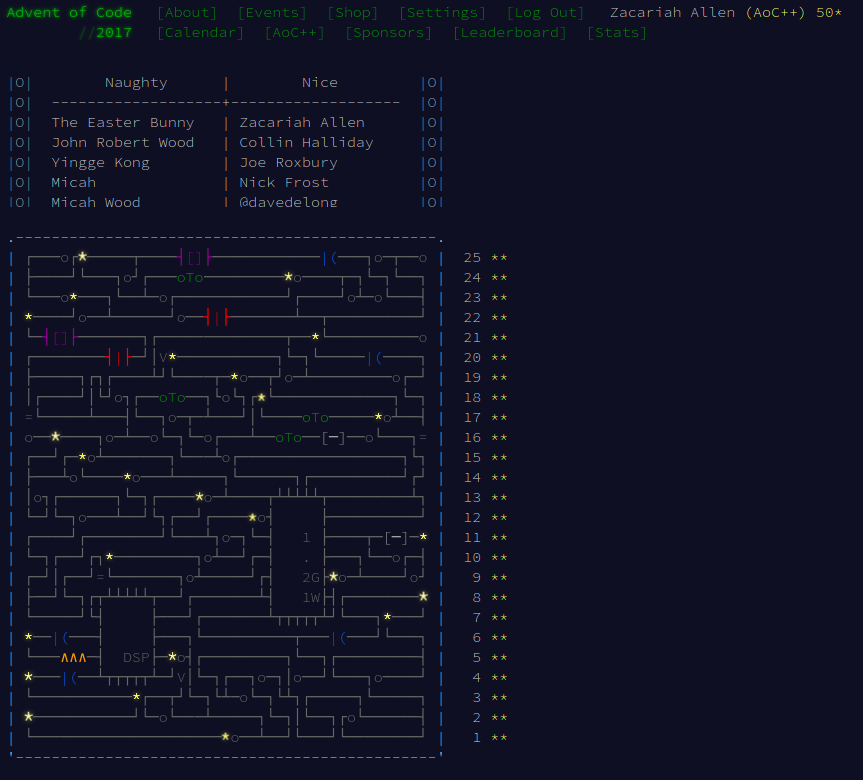 Advent of Code [About] [Events] [Shop] [Settings] [Log Out] Zacariah Allen (AoC++) 50*
//2017 [Calendar] [AoC++] [Sponsors] [Leaderboard] [Stats]
|O| Naughty | Nice |O|
|O| -------------------+------------------- |O|
|O| The Easter Bunny | Zacariah Allen |O|
|O| John Robert Wood | Collin Halliday |O|
|O| Yingge Kong | Joe Roxbury |O|
|O| Micah | Nick Frost |O|
|O| Micah Wood | @davedelong |O|
25 **
oTo 24 **
23 **
22 **
21 **
V 20 **
19 **
oTo 18 **
oTo 17 **
oTo 16 **
15 **
14 **
13 **
12 **
1 11 **
. 10 **
2G 9 **
1W 8 **
7 **
6 **
DSP 5 **
V 4 **
3 **
2 **
1 **